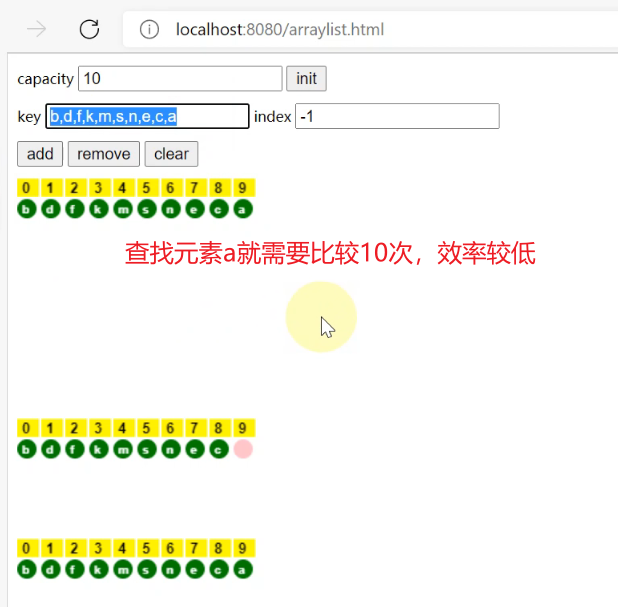 localhost:8080/arraylist.html
capacity 10 init
key b,d,f,k,m,s,n,e,c,a index -1
add remove clear
0 1 2 3 4 5 6 7 8 9
b d f k m s n e c a
查找元素a就需要比较10次，效率较低
0 1 2 3 4 5 6 7 8 9
b d f k m s n e c
0 1 2 3 4 5 6 7 8 9
b d f k m s n e c a